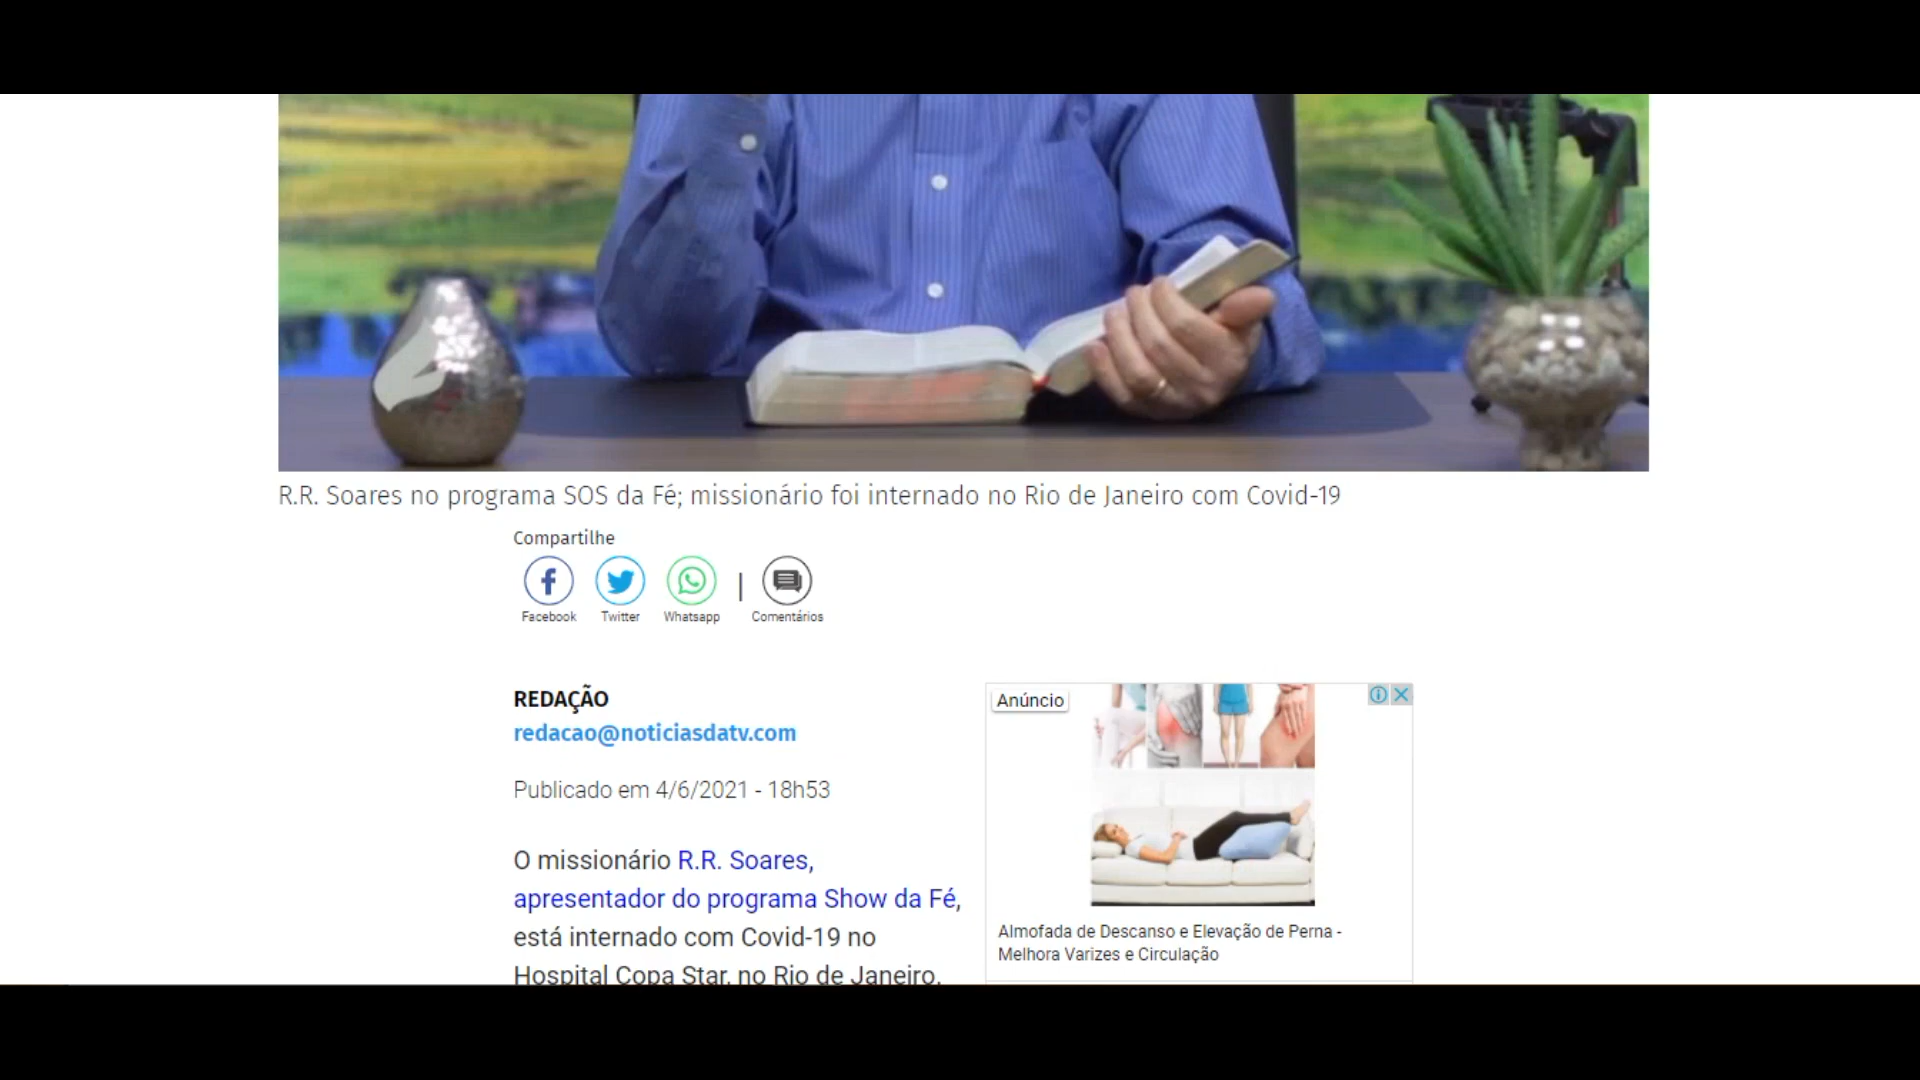 R.R. Soares no programa SOS da Fé; missionário foi internado no Rio de Janeiro com Covid-19
Compartilhe
Facebook
Twitter
Whatsapp
|
Comentários
REDAÇÃO
redacao@noticiasdatv.com
Publicado em 4/6/2021 - 18h53
O missionário R.R. Soares,
apresentador do programa Show da Fé,
está internado com Covid-19 no
Hospital Copa Star, no Rio de Janeiro.
Anúncio
Almofada de Descanso e Elevação de Perna -
Melhora Varizes e Circulação